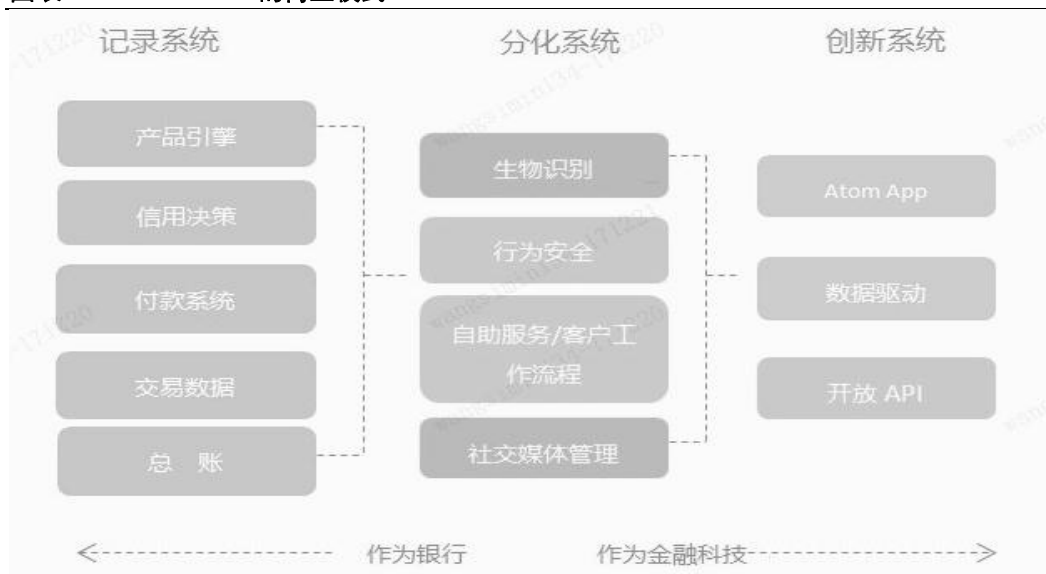 记录系统
分化系统
创新系统
产品引擎
信用决策
付款系统
交易数据
总 账
生物识别
行为安全
自助服务/客户工
作流程
社交媒体管理
Atom App
数据驱动
开放 API
作为银行
作为金融科技